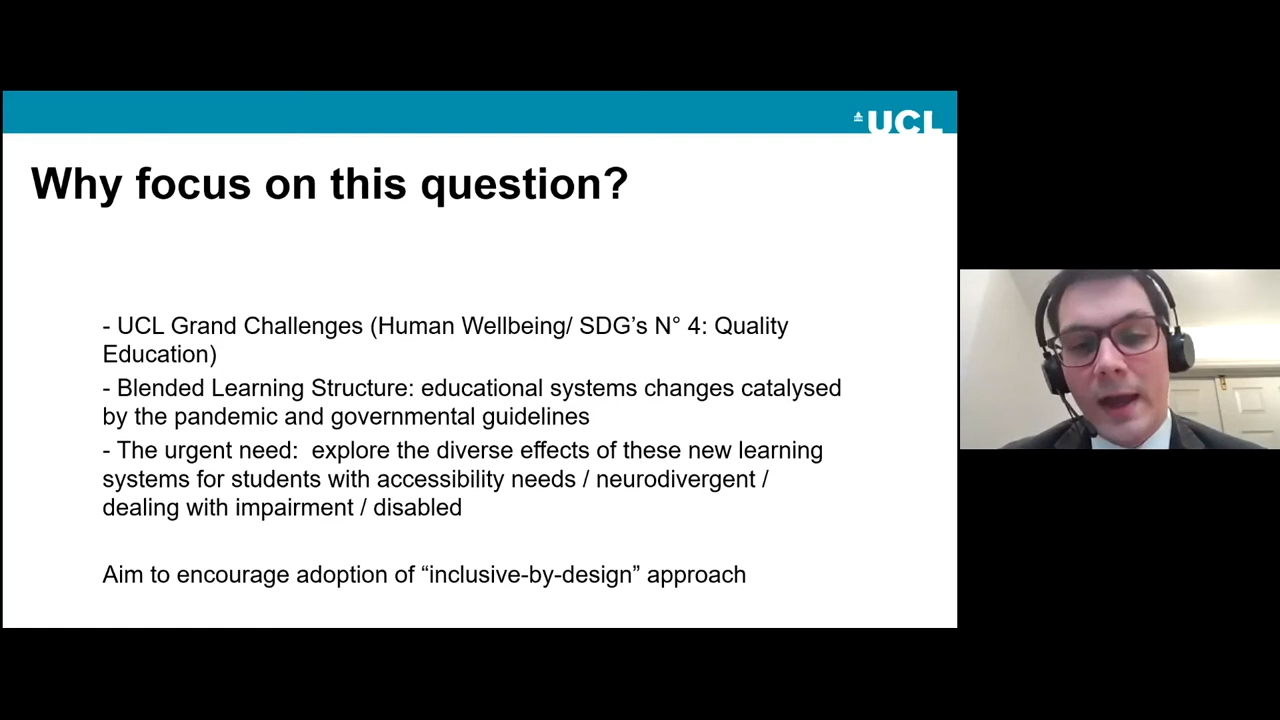 UCL
Why focus on this question?
- UCL Grand Challenges (Human Wellbeing/ SDG’s N° 4: Quality
Education)
- Blended Learning Structure: educational systems changes catalysed
by the pandemic and governmental guidelines
- The urgent need:  explore the diverse effects of these new learning
systems for students with accessibility needs / neurodivergent /
dealing with impairment / disabled
Aim to encourage adoption of “inclusive-by-design” approach